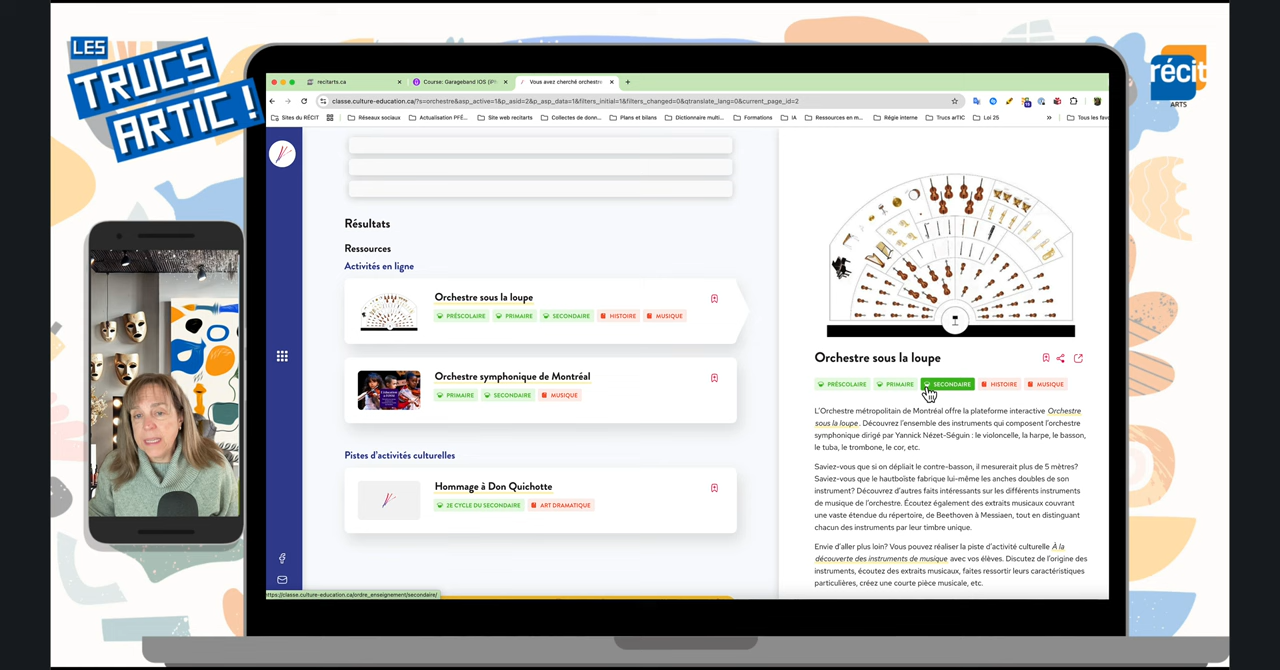 LES
TRUCS
ARTIC !
récit
ARTS
recitarts.ca
Course: Garageband iOS (iPh
Vous avez cherché orchestre
classe.culture-education.ca/?s=orchestre&asp_active=1&p_asid=2&p_asp_data=1&filters_initial=1&filters_changed=0&qtranslate_lang=0&current_page_id=2
Sites du RÉCIT
Réseaux sociaux
Actualisation PFÉ...
Site web recitarts
Collectes de donn...
Plans et bilans
Dictionnaire multi...
Formations
IA
Ressources en m...
Régie interne
Trucs arTIC
Loi 25
»
Tous les favo
Résultats
Ressources
Activités en ligne
Orchestre sous la loupe
PRÉSCOLAIRE PRIMAIRE SECONDAIRE HISTOIRE MUSIQUE
Orchestre symphonique de Montréal
PRIMAIRE SECONDAIRE MUSIQUE
Pistes d'activités culturelles
Hommage à Don Quichotte
2E CYCLE DU SECONDAIRE ART DRAMATIQUE
Orchestre sous la loupe
PRÉSCOLAIRE PRIMAIRE SECONDAIRE HISTOIRE MUSIQUE
L'Orchestre métropolitain de Montréal offre la plateforme interactive Orchestre
sous la loupe. Découvrez l'ensemble des instruments qui composent l'orchestre
symphonique dirigé par Yannick Nézet-Séguin : le violoncelle, la harpe, le basson,
le tuba, le trombone, le cor, etc.
Saviez-vous que si on dépliait le contre-basson, il mesurerait plus de 5 mètres?
Saviez-vous que le hautboïste fabrique lui-même les anches doubles de son
instrument? Découvrez d'autres faits intéressants sur les différents instruments
de musique de l'orchestre. Écoutez également des extraits musicaux couvrant
une vaste étendue du répertoire, de Beethoven à Messiaen, tout en distinguant
chacun des instruments par leur timbre unique.
Envie d'aller plus loin? Vous pouvez réaliser la piste d'activité culturelle À la
découverte des instruments de musique avec vos élèves. Discutez de l'origine des
instruments, écoutez des extraits musicaux, faites ressortir leurs caractéristiques
particulières, créez une courte pièce musicale, etc.
https://classe.culture-education.ca/ordre_enseignement/secondaire/